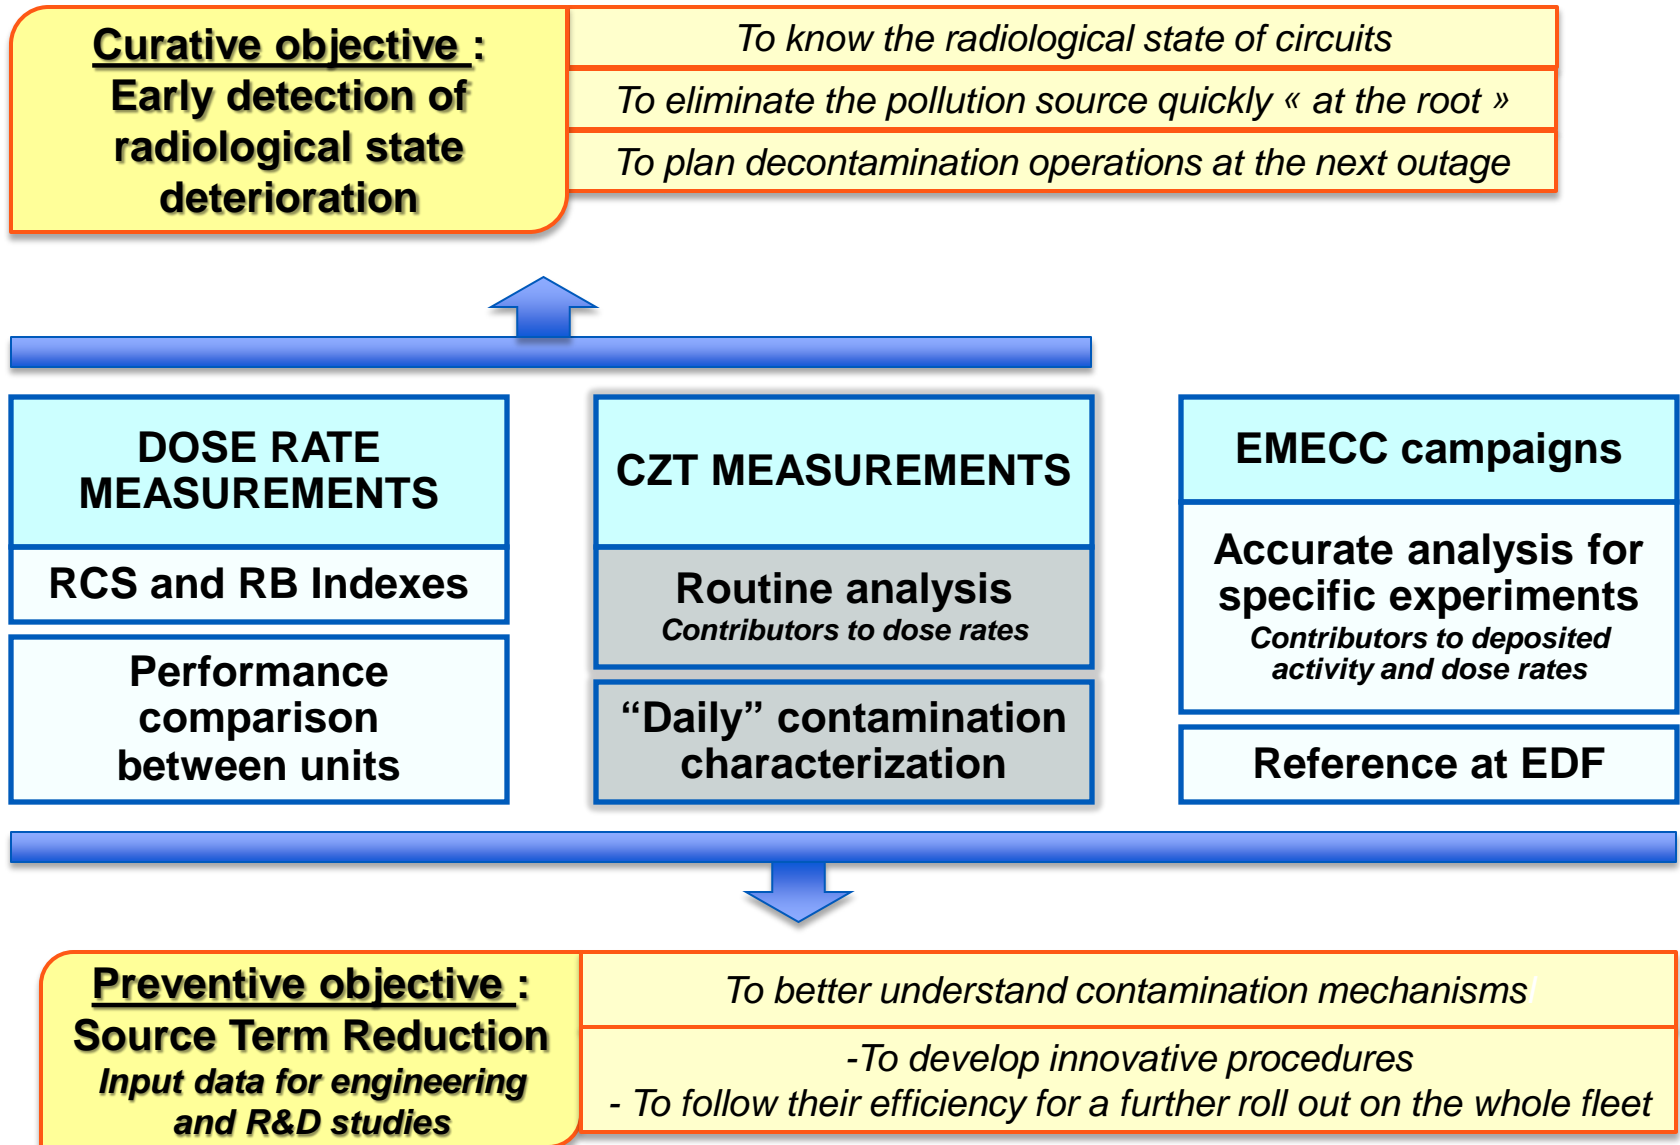 Curative objective :
Early detection of
radiological state
deterioration
To know the radiological state of circuits
To eliminate the pollution source quickly « at the root »
To plan decontamination operations at the next outage
DOSE RATE
MEASUREMENTS
RCS and RB Indexes
Performance
comparison
between units
CZT MEASUREMENTS
Routine analysis
Contributors to dose rates
“Daily” contamination
characterization
EMECC campaigns
Accurate analysis for
specific experiments
Contributors to deposited
activity and dose rates
Reference at EDF
Preventive objective :
Source Term Reduction
Input data for engineering
and R&D studies
To better understand contamination mechanisms
-To develop innovative procedures
- To follow their efficiency for a further roll out on the whole fleet